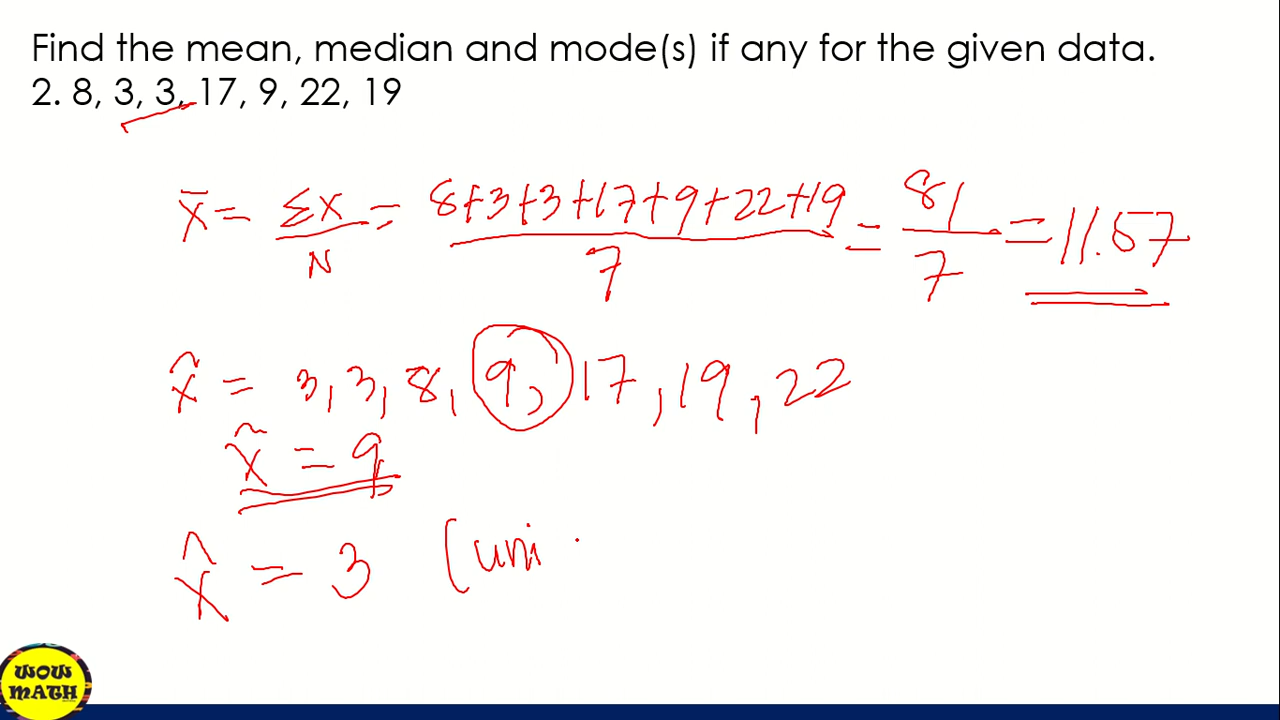 Find the mean, median and mode(s) if any for the given data.
2. 8, 3, 3, 17, 9, 22, 19
x̄ = Σx/N = 8+3+3+17+9+22+19/7 = 81/7 = 11.57
x̃ = 3, 3, 8, 9, 17, 19, 22
x̃ = 9
x̂ = 3 (uni
WOW
MATH